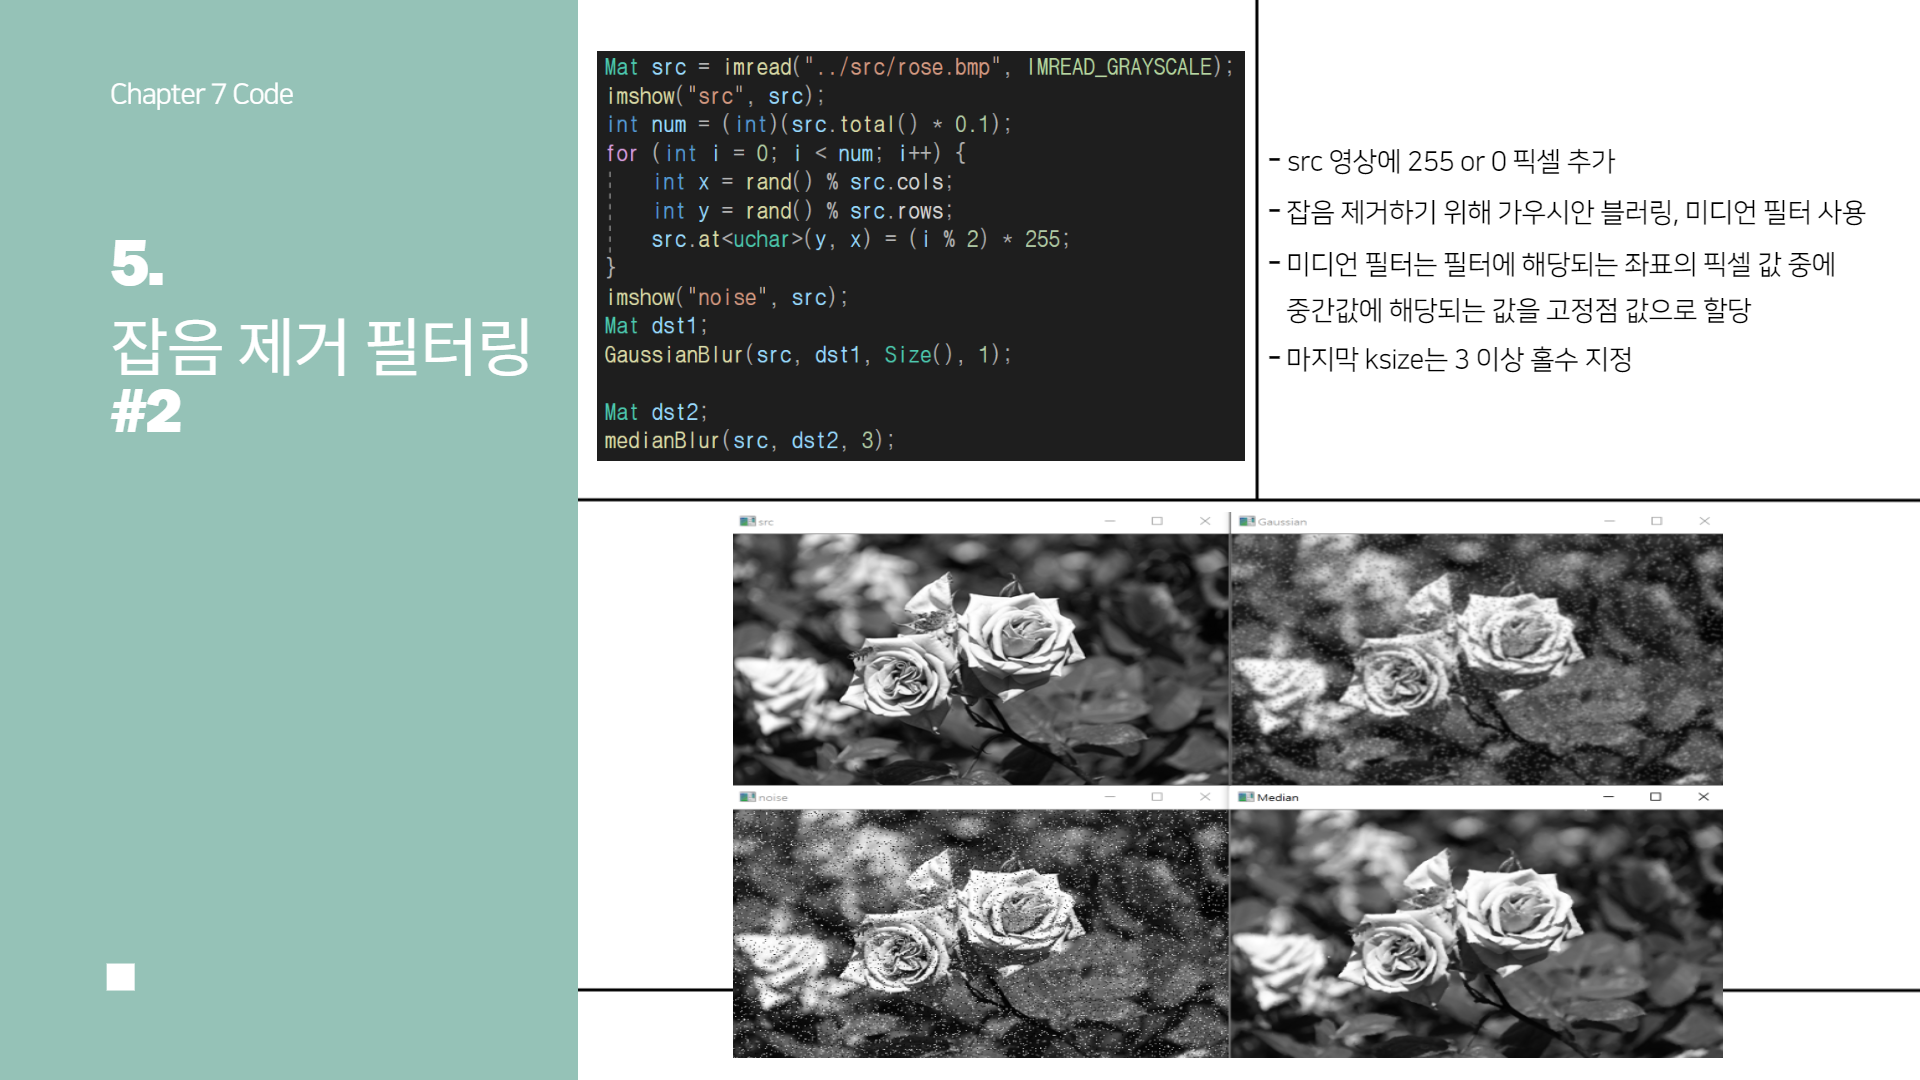 Chapter 7 Code
5.
잡음 제거 필터링
#2
Mat src = imread("../src/rose.bmp", IMREAD_GRAYSCALE);
imshow("src", src);
int num = (int)(src.total() * 0.1);
for (int i = 0; i < num; i++) {
int x = rand() % src.cols;
int y = rand() % src.rows;
src.at<uchar>(y, x) = (i % 2) * 255;
}
imshow("noise", src);
Mat dst1;
GaussianBlur(src, dst1, Size(), 1);
Mat dst2;
medianBlur(src, dst2, 3);
- src 영상에 255 or 0 픽셀 추가
- 잡음 제거하기 위해 가우시안 블러링, 미디언 필터 사용
- 미디언 필터는 필터에 해당되는 좌표의 픽셀 값 중에
중간값에 해당되는 값을 고정점 값으로 할당
- 마지막 ksize는 3 이상 홀수 지정
src
Gaussian
noise
Median